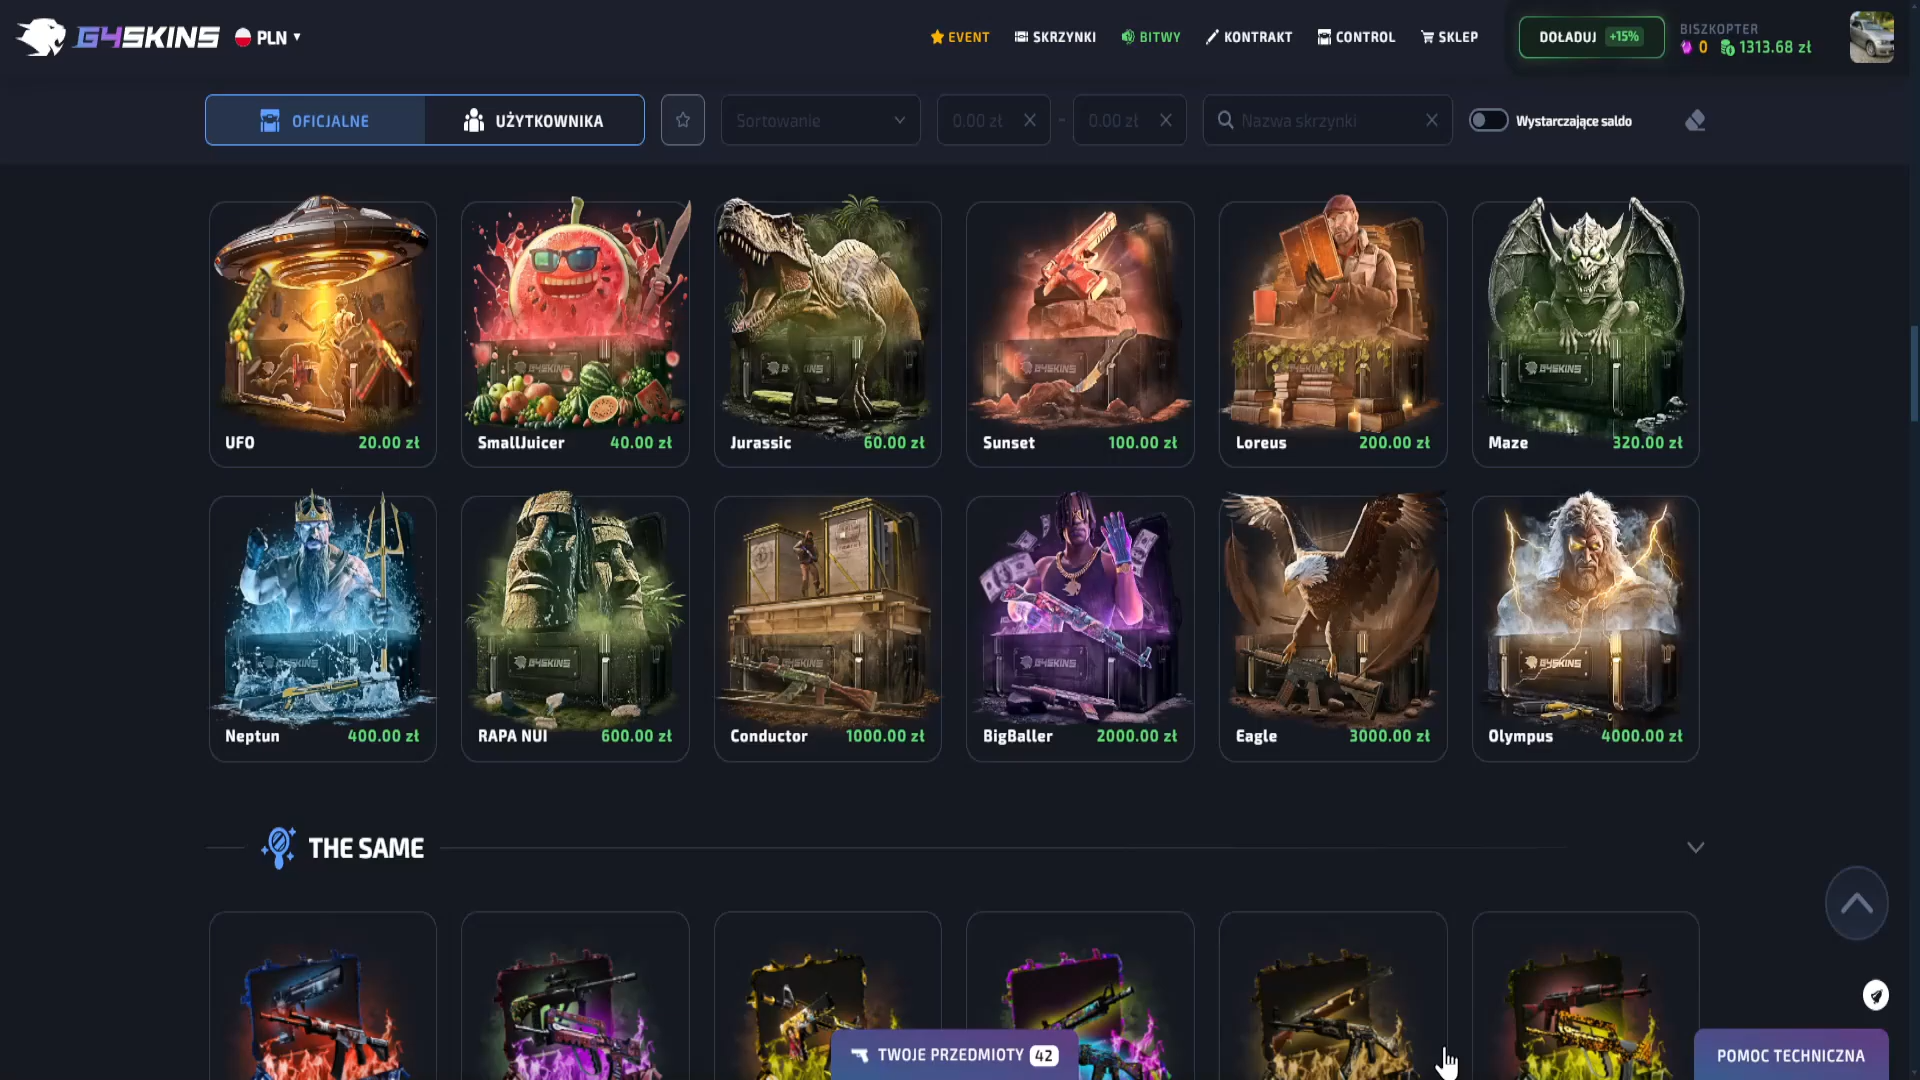 G4SKINS
PLN
EVENT
SKRZYNKI
BITWY
KONTRAKT
CONTROL
SKLEP
DOŁADUJ +15%
BISZKOPTER
0 1313.68 zł
OFICJALNE
UŻYTKOWNIKA
Sortowanie
0.00 zł
-
0.00 zł
Nazwa skrzynki
Wystarczające saldo
UFO 20.00 zł
SmallJuicer 40.00 zł
Jurassic 60.00 zł
Sunset 100.00 zł
Loreus 200.00 zł
Maze 320.00 zł
Neptun 400.00 zł
RAPA NUI 600.00 zł
Conductor 1000.00 zł
BigBaller 2000.00 zł
Eagle 3000.00 zł
Olympus 4000.00 zł
THE SAME
TWOJE PRZEDMIOTY 42
POMOC TECHNICZNA